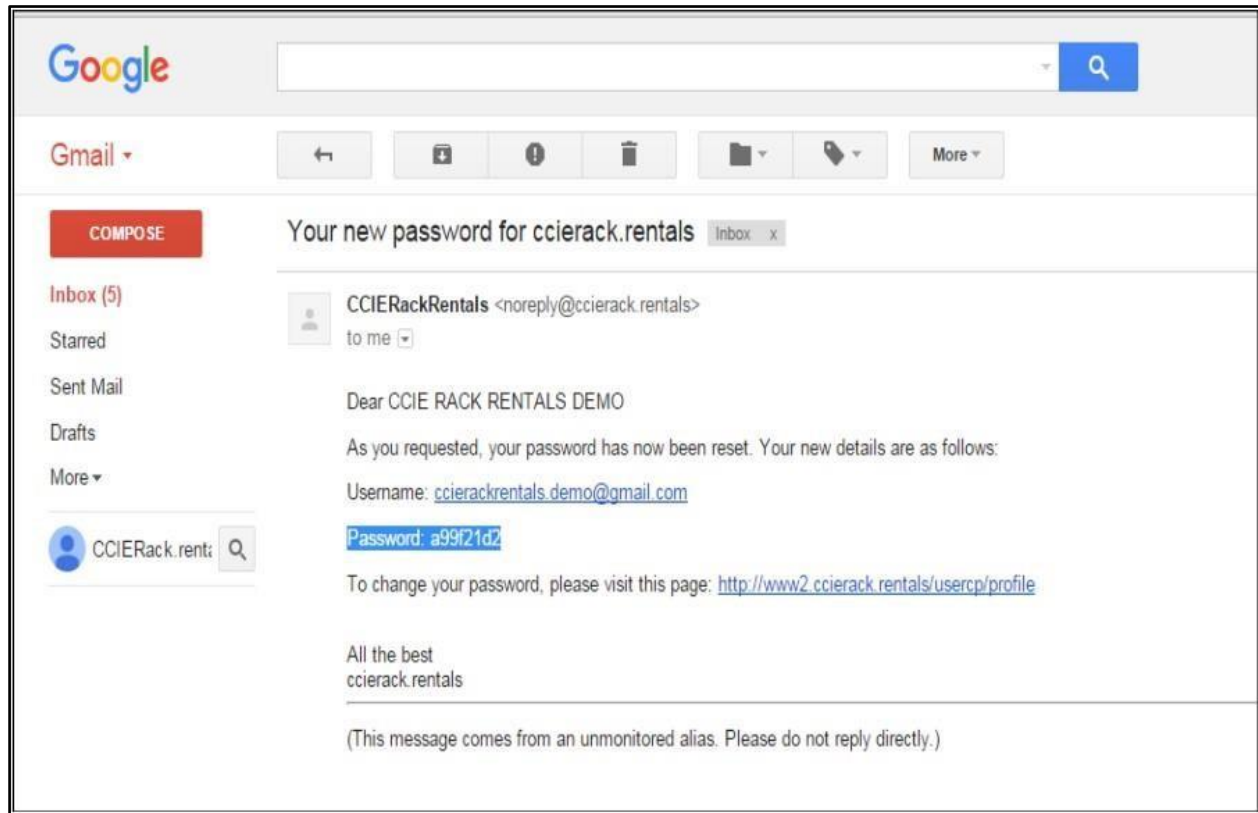 Google
Gmail
More
COMPOSE
Your new password for ccierack.rentals Inbox x
Inbox (5)
CCIERackRentals <noreply@ccierack.rentals>
to me
Starred
Sent Mail
Dear CCIE RACK RENTALS DEMO
Drafts
As you requested, your password has now been reset. Your new details are as follows:
More
Username: ccierackrentals.demo@gmail.com
Password: a99f21d2
CCIERack.renta
To change your password, please visit this page: http://www2.ccierack.rentals/usercp/profile
All the best
ccierack.rentals
(This message comes from an unmonitored alias. Please do not reply directly.)